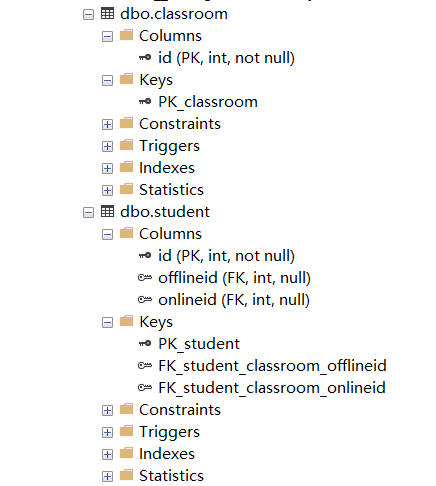 dbo.classroom
Columns
id (PK, int, not null)
Keys
PK_classroom
Constraints
Triggers
Indexes
Statistics
dbo.student
Columns
id (PK, int, not null)
offlineid (FK, int, null)
onlineid (FK, int, null)
Keys
PK_student
FK_student_classroom_offlineid
FK_student_classroom_onlineid
Constraints
Triggers
Indexes
Statistics